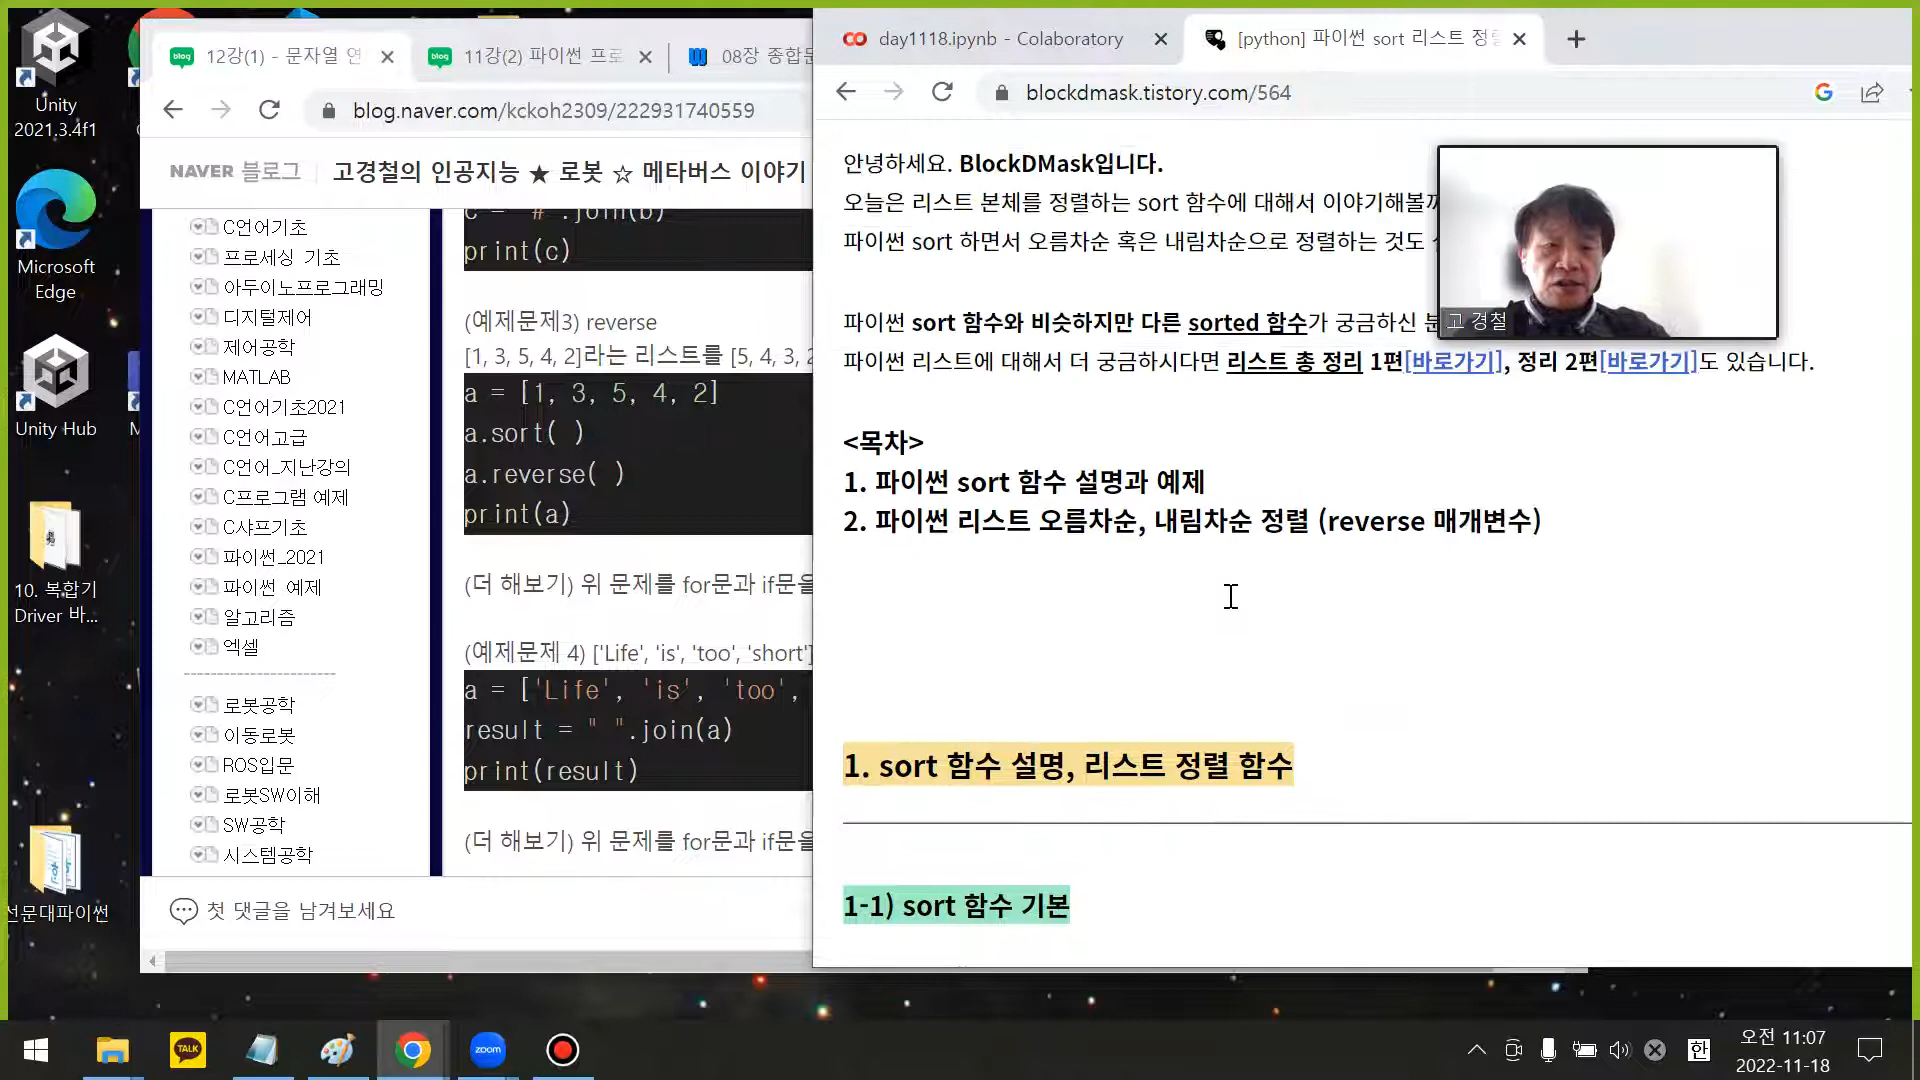 Unity
2021.3.4f1
Microsoft
Edge
Unity Hub
10. 복합기
Driver 바...
선문대파이썬
12강(1) - 문자열 연
11강(2) 파이썬 프로
08장 종합문
blog.naver.com/kckoh2309/222931740559
NAVER 블로그
고경철의 인공지능 ★ 로봇 ☆ 메타버스 이야기
C언어기초
프로세싱 기초
아두이노프로그래밍
디지털제어
제어공학
MATLAB
C언어기초2021
C언어고급
C언어_지난강의
C프로그램 예제
C샤프기초
파이썬_2021
파이썬 예제
알고리즘
엑셀
------------------------
로봇공학
이동로봇
ROS입문
로봇SW이해
SW공학
시스템공학
c = "#".join(b)
print(c)
(예제문제3) reverse
[1, 3, 5, 4, 2]라는 리스트를 [5, 4, 3, 2
a = [1, 3, 5, 4, 2]
a.sort( )
a.reverse( )
print(a)
(더 해보기) 위 문제를 for문과 if문을
(예제문제 4) ['Life', 'is', 'too', 'short']
a = ['Life', 'is', 'too',
result = " ".join(a)
print(result)
(더 해보기) 위 문제를 for문과 if문을
첫 댓글을 남겨보세요
day1118.ipynb - Colaboratory
[python] 파이썬 sort 리스트 정렬
blockdmask.tistory.com/564
안녕하세요. BlockDMask입니다.
오늘은 리스트 본체를 정렬하는 sort 함수에 대해서 이야기해볼까
파이썬 sort 하면서 오름차순 혹은 내림차순으로 정렬하는 것도
파이썬 sort 함수와 비슷하지만 다른 sorted 함수가 궁금하신 분
파이썬 리스트에 대해서 더 궁금하시다면 리스트 총 정리 1편[바로가기], 정리 2편[바로가기]도 있습니다.
고 경철
<목차>
1. 파이썬 sort 함수 설명과 예제
2. 파이썬 리스트 오름차순, 내림차순 정렬 (reverse 매개변수)
1. sort 함수 설명, 리스트 정렬 함수
1-1) sort 함수 기본
TALK
zoom
한
오전 11:07
2022-11-18